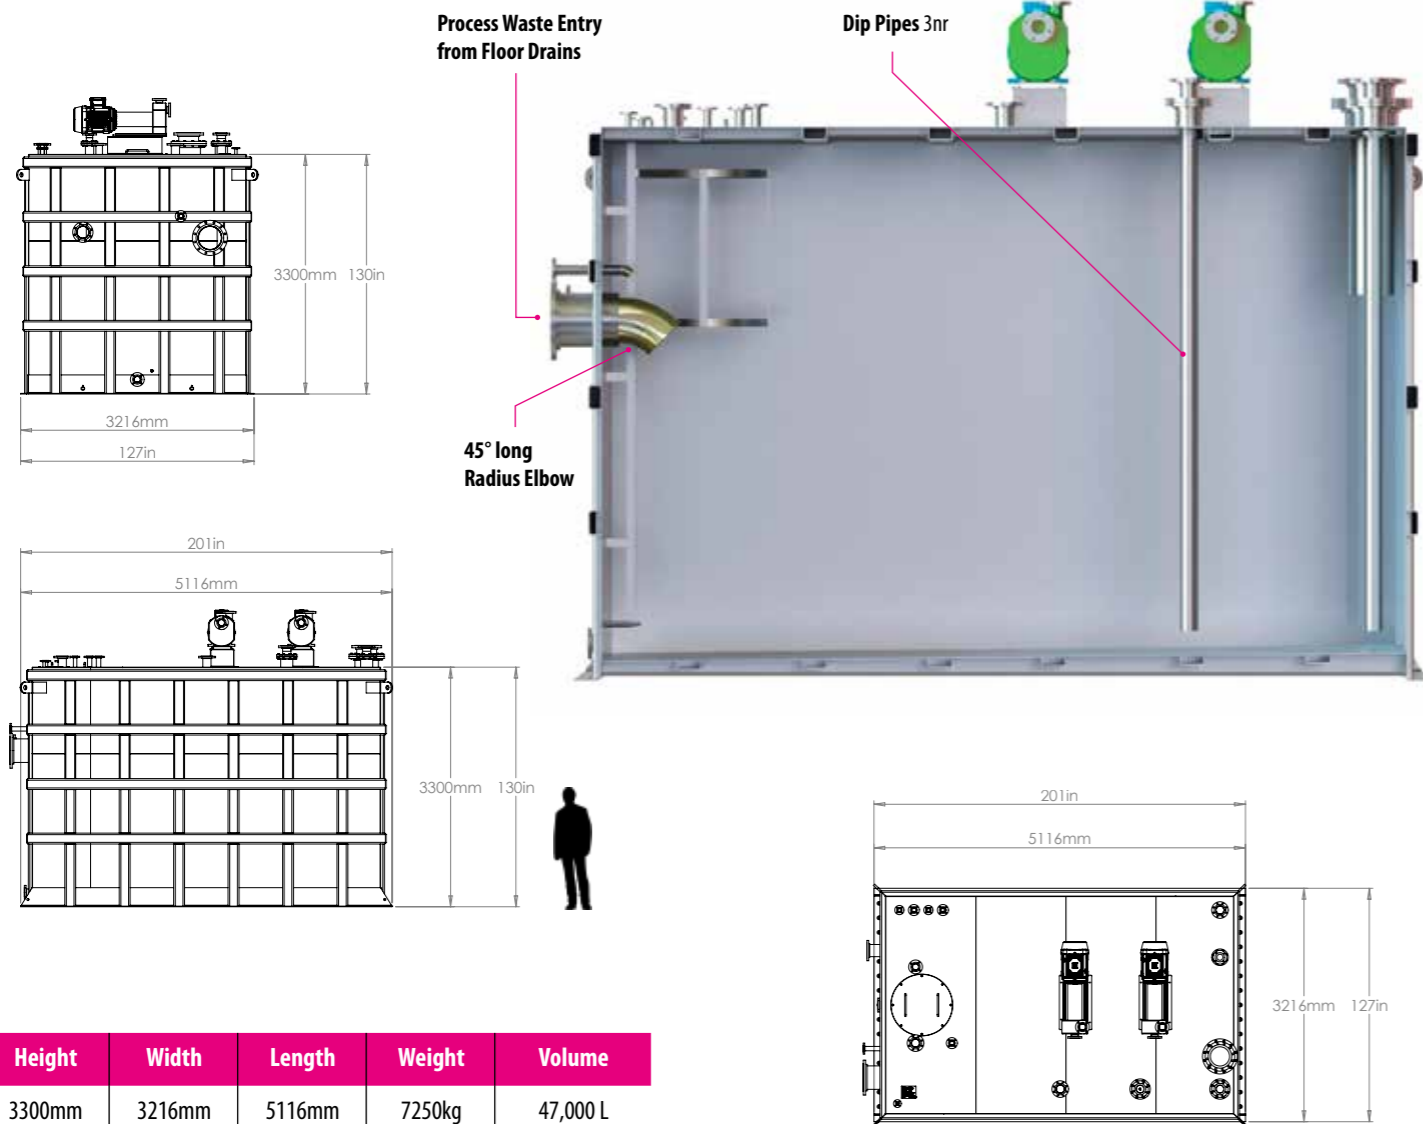 Process Waste Entry
from Floor Drains
Dip Pipes 3nr
3300mm 130in
3216mm
127in
45° long
Radius Elbow
201in
5116mm
3300mm 130in
201in
5116mm
3216mm 127in
Height Width Length Weight Volume
3300mm 3216mm 5116mm 7250kg 47,000 L